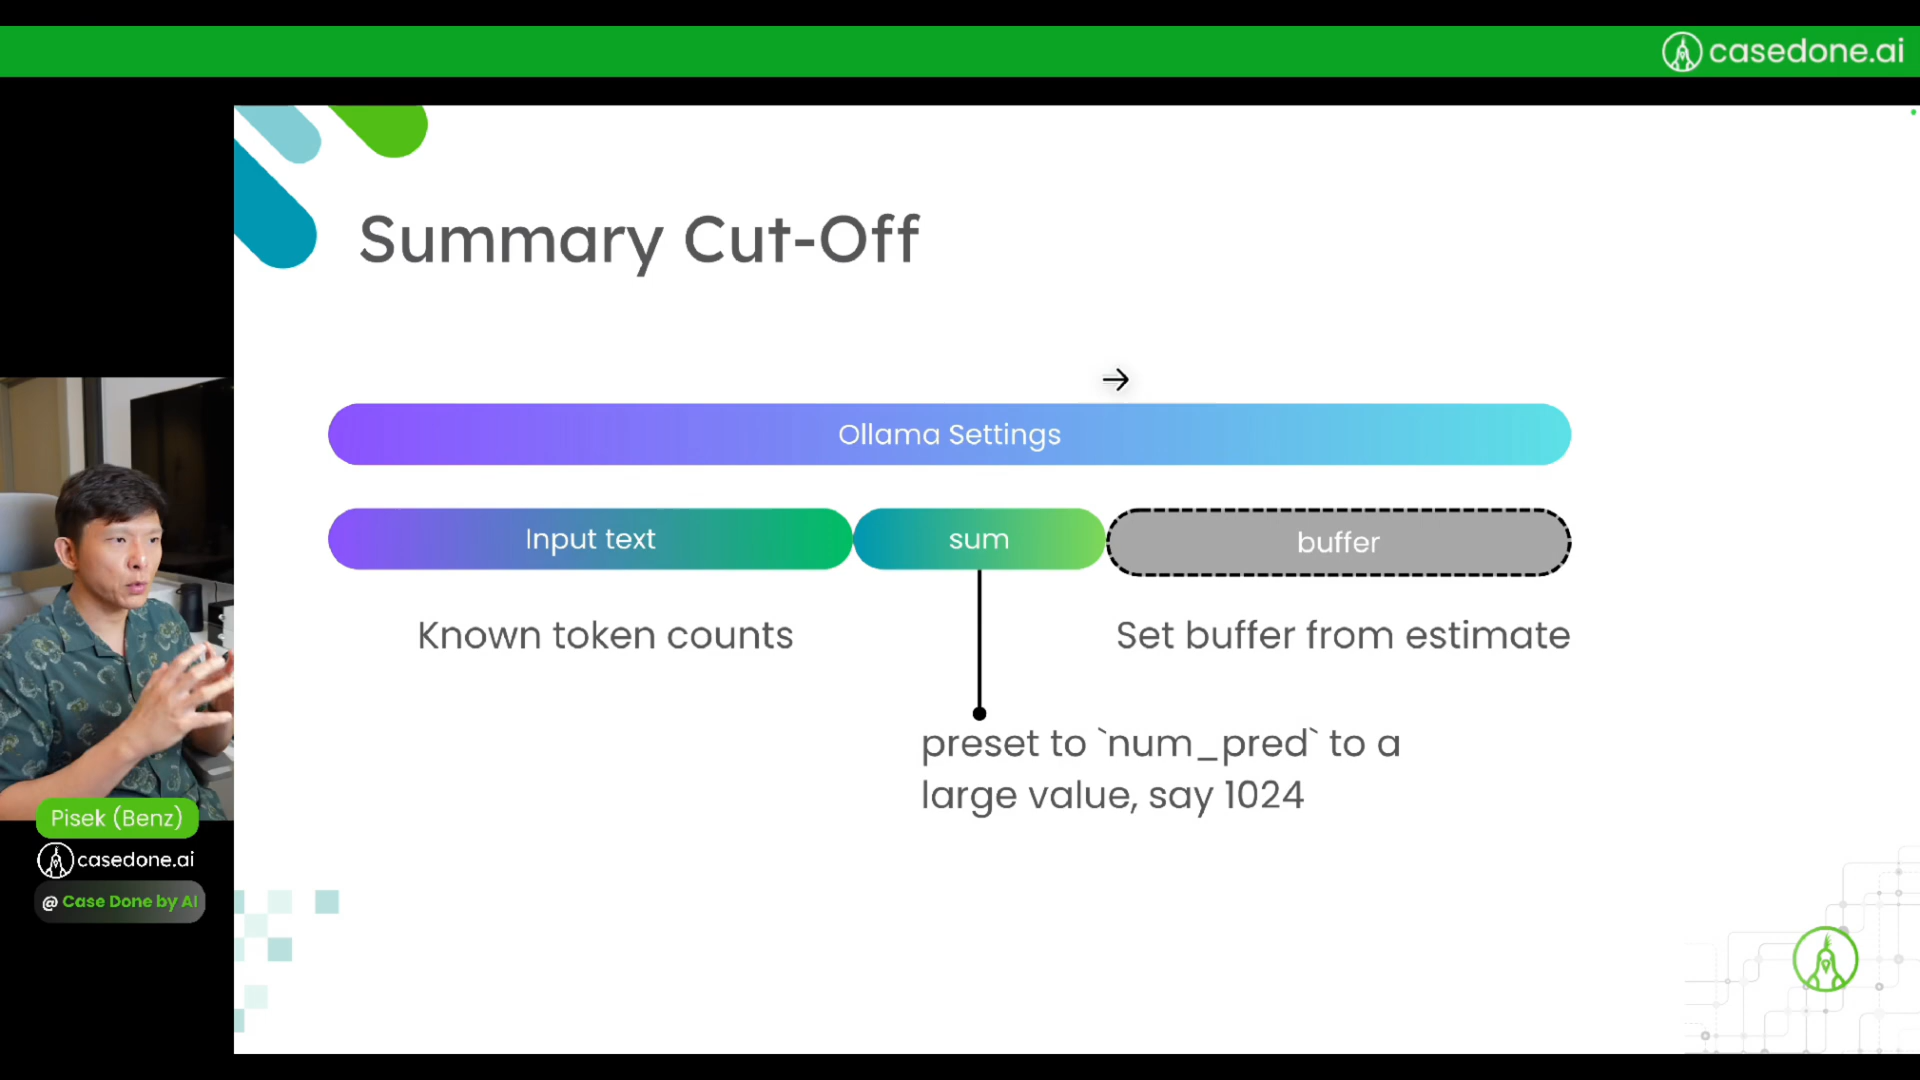 casedone.ai
Summary Cut-Off
Ollama Settings
Input text
sum
buffer
Known token counts
Set buffer from estimate
preset to `num_pred` to a
large value, say 1024
Pisek (Benz)
casedone.ai
@ Case Done by AI